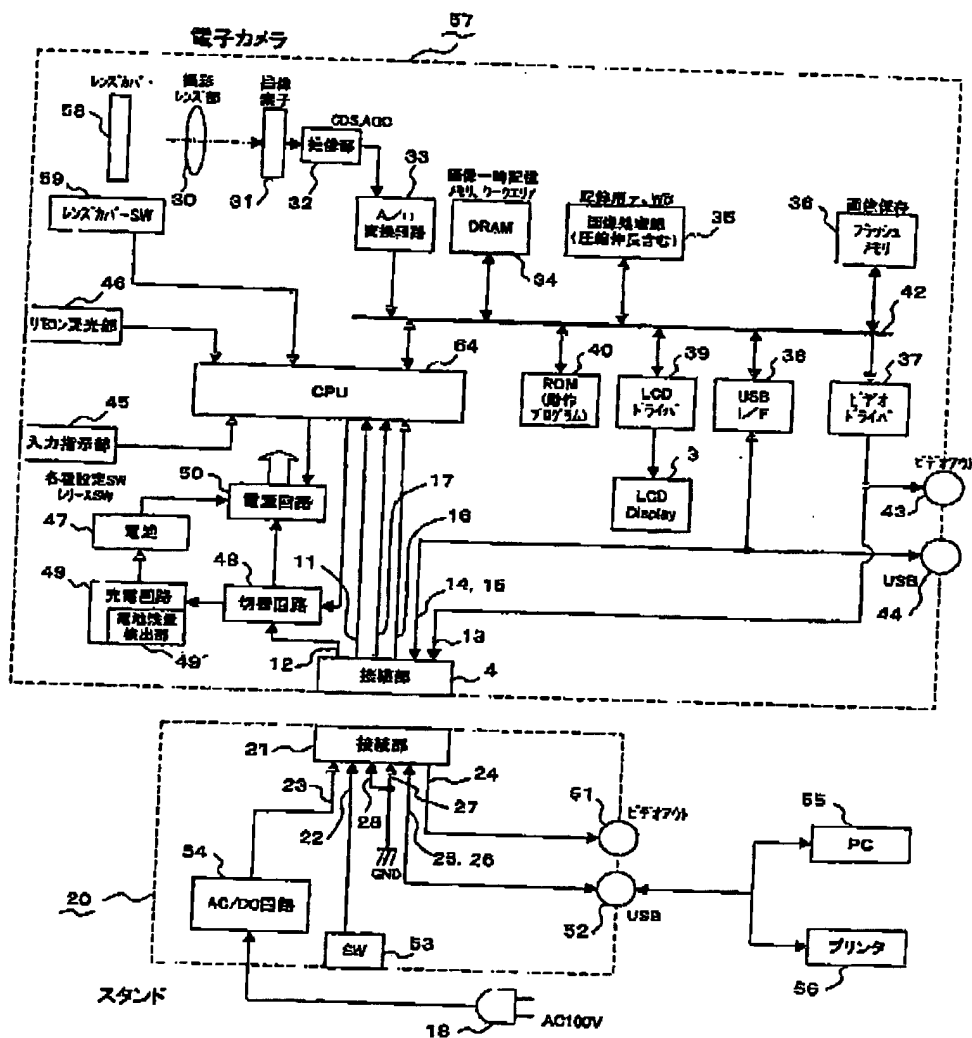 57
電子カメラ
レンズカバー
58
撮影
レンズ部
30
撮像
素子
31
CDS,AGC
撮像部
32
33
A/D
変換回路
画像一時記憶
メモリ、ワークエリア
DRAM
34
画像処理部
(圧縮伸長含む)
35
画像保存
フラッシュ
メモリ
36
59
レンズカバーSW
46
リモコン受光部
64
CPU
42
40
ROM
(動作
プログラム)
39
LCD
ドライバ
38
USB
I/F
37
ビデオ
ドライバ
45
入力指示部
各種設定SW
レリーズSW
50
電源回路
3
LCD
Display
ビデオアウト
43
USB
44
47
電池
49
充電回路
電池残量
検出部
49'
48
切替回路
11
17
16
14, 15
13
12
接続部
4
21
接続部
23
22
28
27
24
25, 26
GND
61
ビデオアウト
52
USB
55
PC
プリンタ
56
54
AC/DC回路
20
SW
53
スタンド
18
AC100V